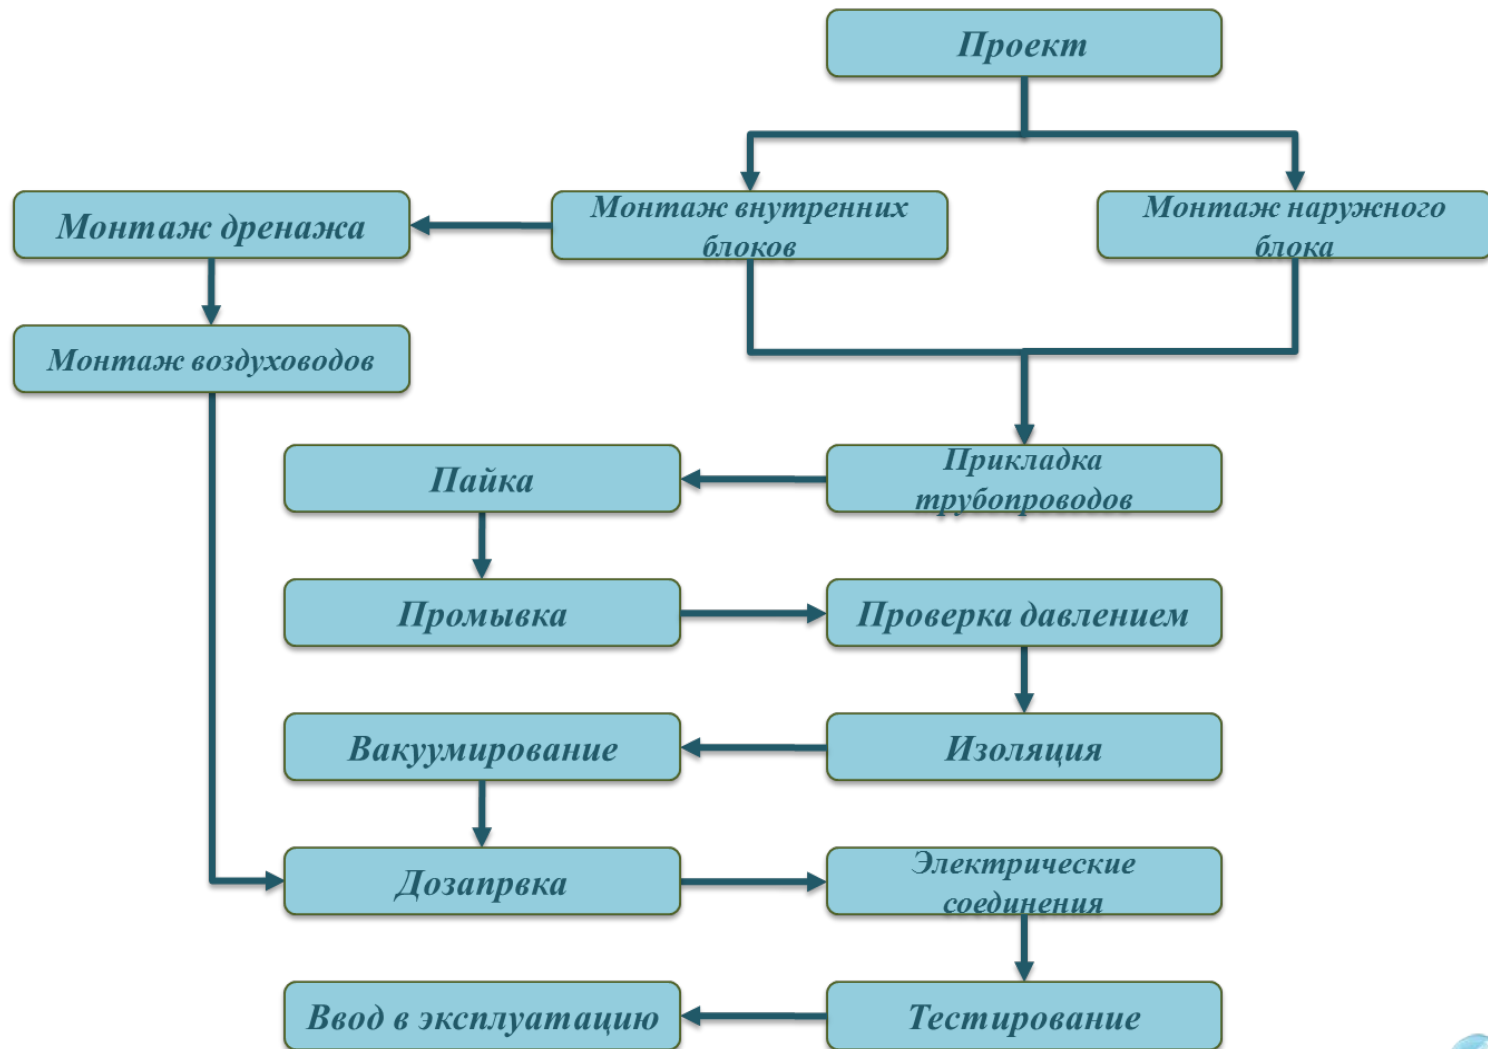 Проект
Монтаж дренажа
Монтаж внутренних
блоков
Монтаж наружного
блока
Монтаж воздуховодов
Пайка
Прикладка
трубопроводов
Промывка
Проверка давлением
Вакуумирование
Изоляция
Дозапрвка
Электрические
соединения
Ввод в эксплуатацию
Тестирование